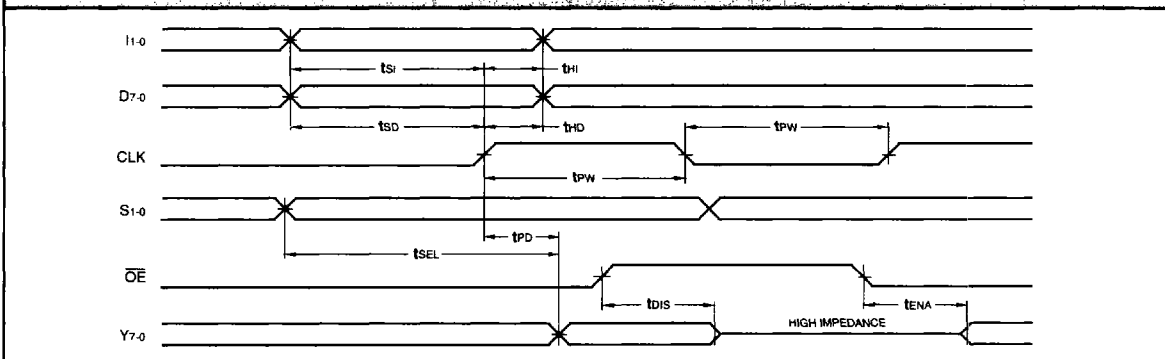 I1-0
tSI
tHI
D7-0
tSD
tHD
tPW
CLK
tPW
S1-0
tPD
tSEL
OE
tDIS
tENA
HIGH IMPEDANCE
Y7-0